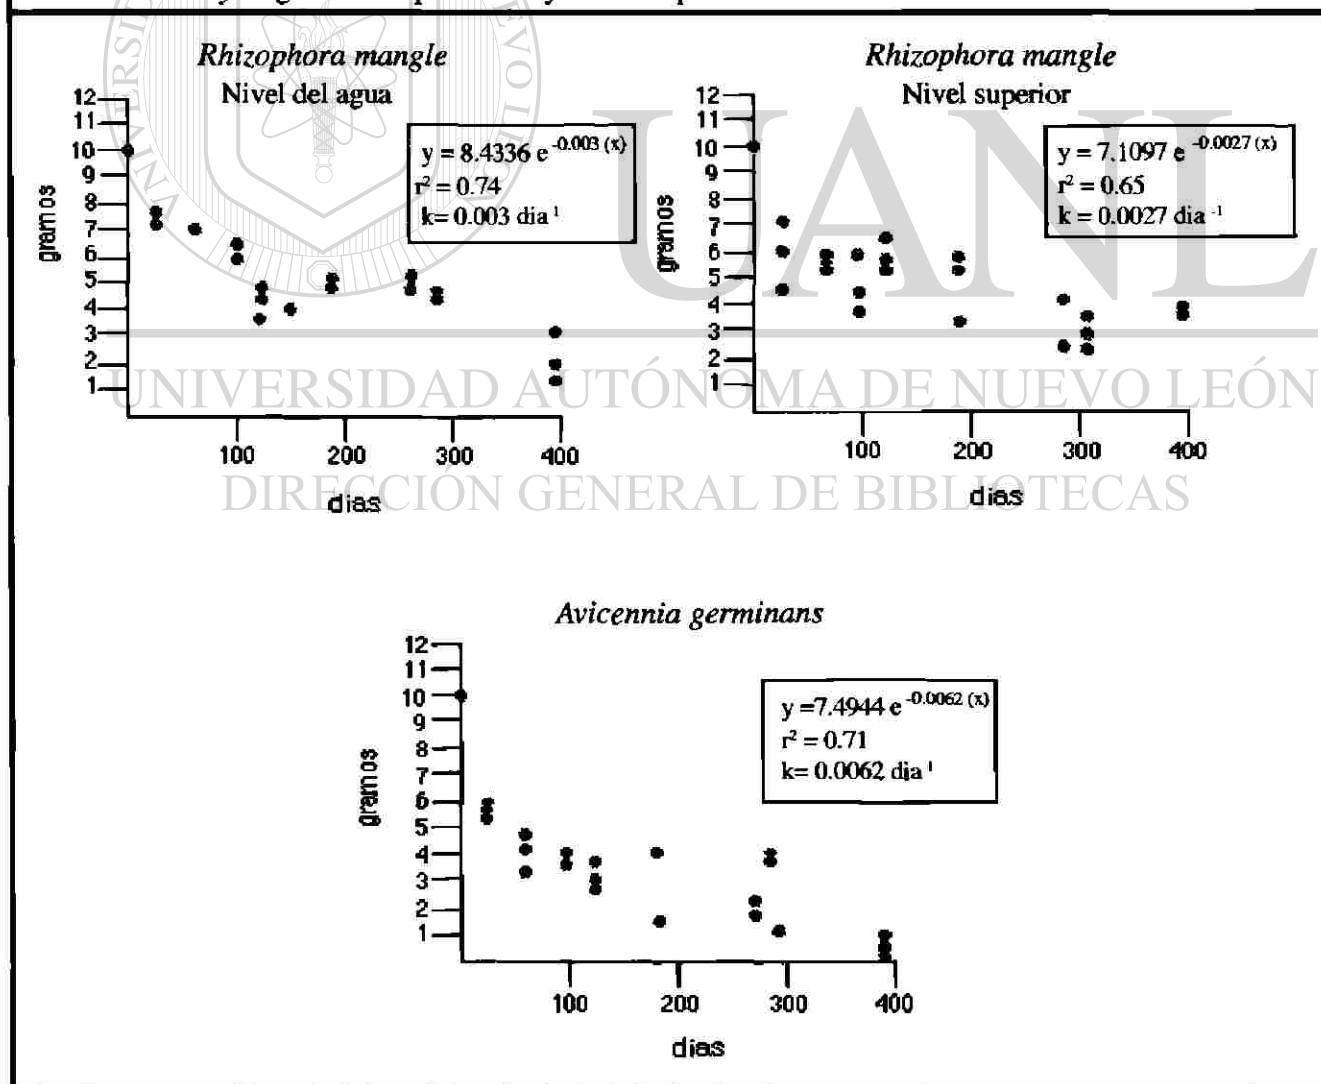 Rhizophora mangle
Nivel del agua
12
11
10
9
8
7
6
5
4
3
2
1
gramos
y = 8.4336 e -0.003 (x)
r² = 0.74
k= 0.003 dia ¹
100 200 300 400
dias
Rhizophora mangle
Nivel superior
12
11
10
9
8
7
6
5
4
3
2
1
gramos
y = 7.1097 e -0.0027 (x)
r² = 0.65
k = 0.0027 dia -1
100 200 300 400
dias
UANL
UNIVERSIDAD AUTÓNOMA DE NUEVO LEÓN
DIRECCIÓN GENERAL DE BIBLIOTECAS
Avicennia germinans
12
11
10
9
8
7
6
5
4
3
2
1
gramos
y =7.4944 e -0.0062 (x)
r² = 0.71
k= 0.0062 dia ¹
100 200 300 400
dias